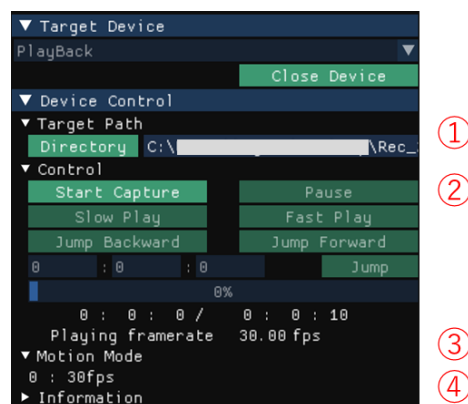 ▼ Target Device
PlayBack ▼
Close Device
▼ Device Control
▼ Target Path ①
Directory C:\ \Rec_
▼ Control ②
Start Capture Pause
Slow Play Fast Play
Jump Backward Jump Forward
0 : 0 : 0 Jump
0%
0 : 0 : 0 / 0 : 0 : 10
Playing framerate 30.00 fps
▼ Motion Mode ③
0 : 30fps
▶ Information ④